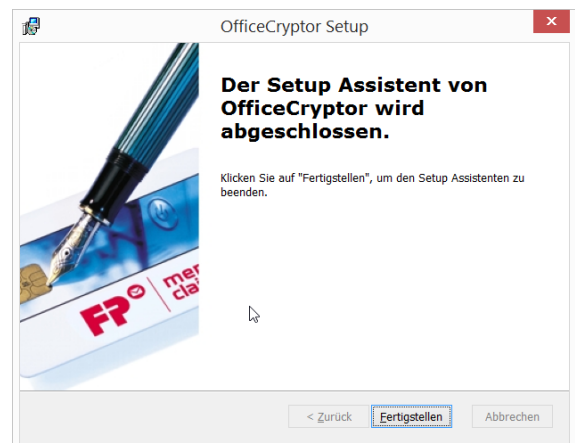 OfficeCryptor Setup
Der Setup Assistent von
OfficeCryptor wird
abgeschlossen.
Klicken Sie auf "Fertigstellen", um den Setup Assistenten zu
beenden.
FP
< Zurück Fertigstellen Abbrechen